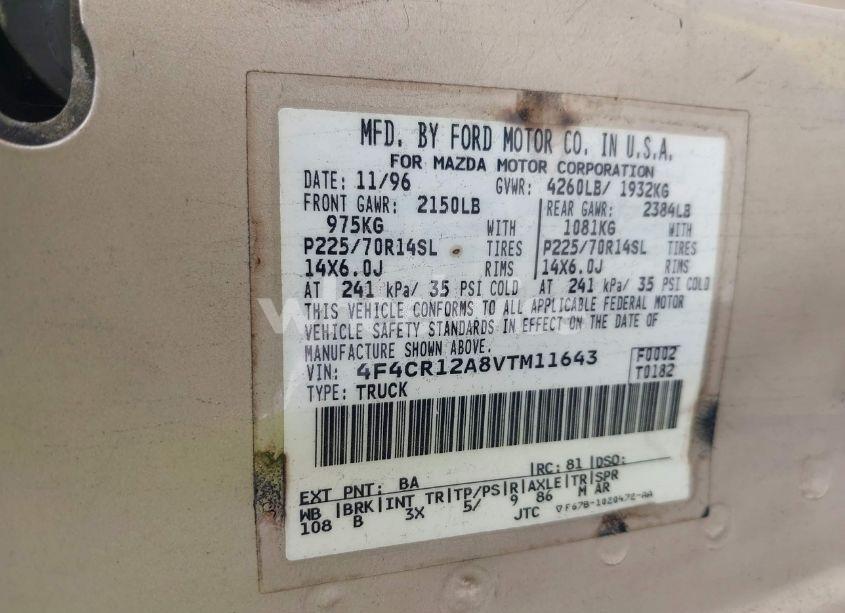 MFD. BY FORD MOTOR CO. IN U.S.A.
FOR MAZDA MOTOR CORPORATION
DATE: 11/96 GVWR: 4260LB/ 1932KG
FRONT GAWR: 2150LB REAR GAWR: 2384LB
975KG WITH 1081KG WITH
P225/70R14SL TIRES P225/70R14SL TIRES
14X6.0J RIMS 14X6.0J RIMS
AT 241 kPa/ 35 PSI COLD AT 241 kPa/ 35 PSI COLD
THIS VEHICLE CONFORMS TO ALL APPLICABLE FEDERAL MOTOR
VEHICLE SAFETY STANDARDS IN EFFECT ON THE DATE OF
MANUFACTURE SHOWN ABOVE.
VIN: 4F4CR12A8VTM11643 F0002
TYPE: TRUCK T0182
EXT PNT: BA RC: 81 DSO:
WB BRK INT TR TP/PS R AXLE TR SPR
108 B 3X 5/ 9 86 M AR
JTC F67B-1020472-AA